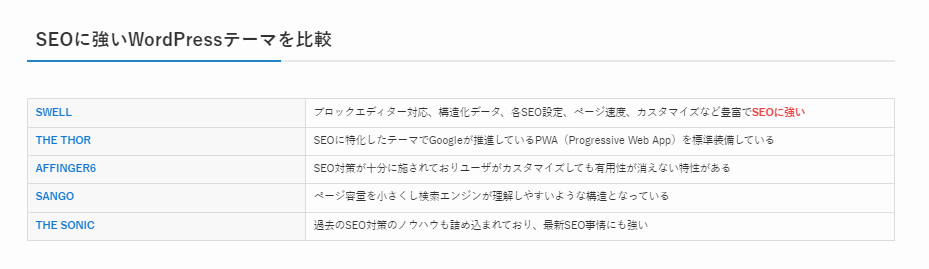 SEOに強いWordPressテーマを比較
SWELL ブロックエディター対応、構造化データ、各SEO設定、ページ速度、カスタマイズなど豊富でSEOに強い
THE THOR SEOに特化したテーマでGoogleが推進しているPWA（Progressive Web App）を標準装備している
AFFINGER6 SEO対策が十分に施されておりユーザがカスタマイズしても有用性が消えない特性がある
SANGO ページ容量を小さくし検索エンジンが理解しやすいような構造となっている
THE SONIC 過去のSEO対策のノウハウも詰め込まれており、最新SEO事情にも強い